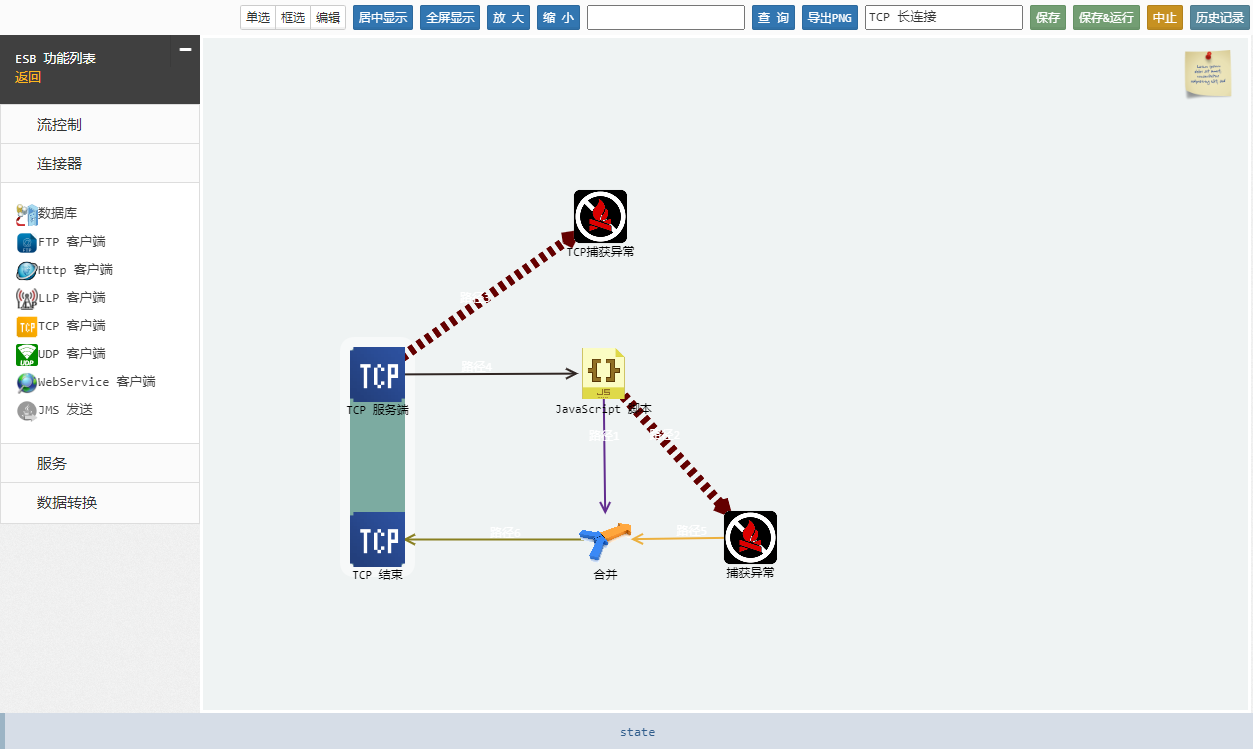 单选 框选 编辑 居中显示 全屏显示 放 大 缩 小 查 询 导出PNG TCP 长连接 保存 保存&运行 中止 历史记录
ESB 功能列表
返回
流控制
连接器
数据库
FTP 客户端
Http 客户端
LLP 客户端
TCP 客户端
UDP 客户端
WebService 客户端
JMS 发送
服务
数据转换
TCP捕获异常
路径3
TCP
路径4
JS
TCP 服务端
JavaScript 脚本
路径1
路径2
路径6
路径5
TCP
TCP 结束
合并
捕获异常
state